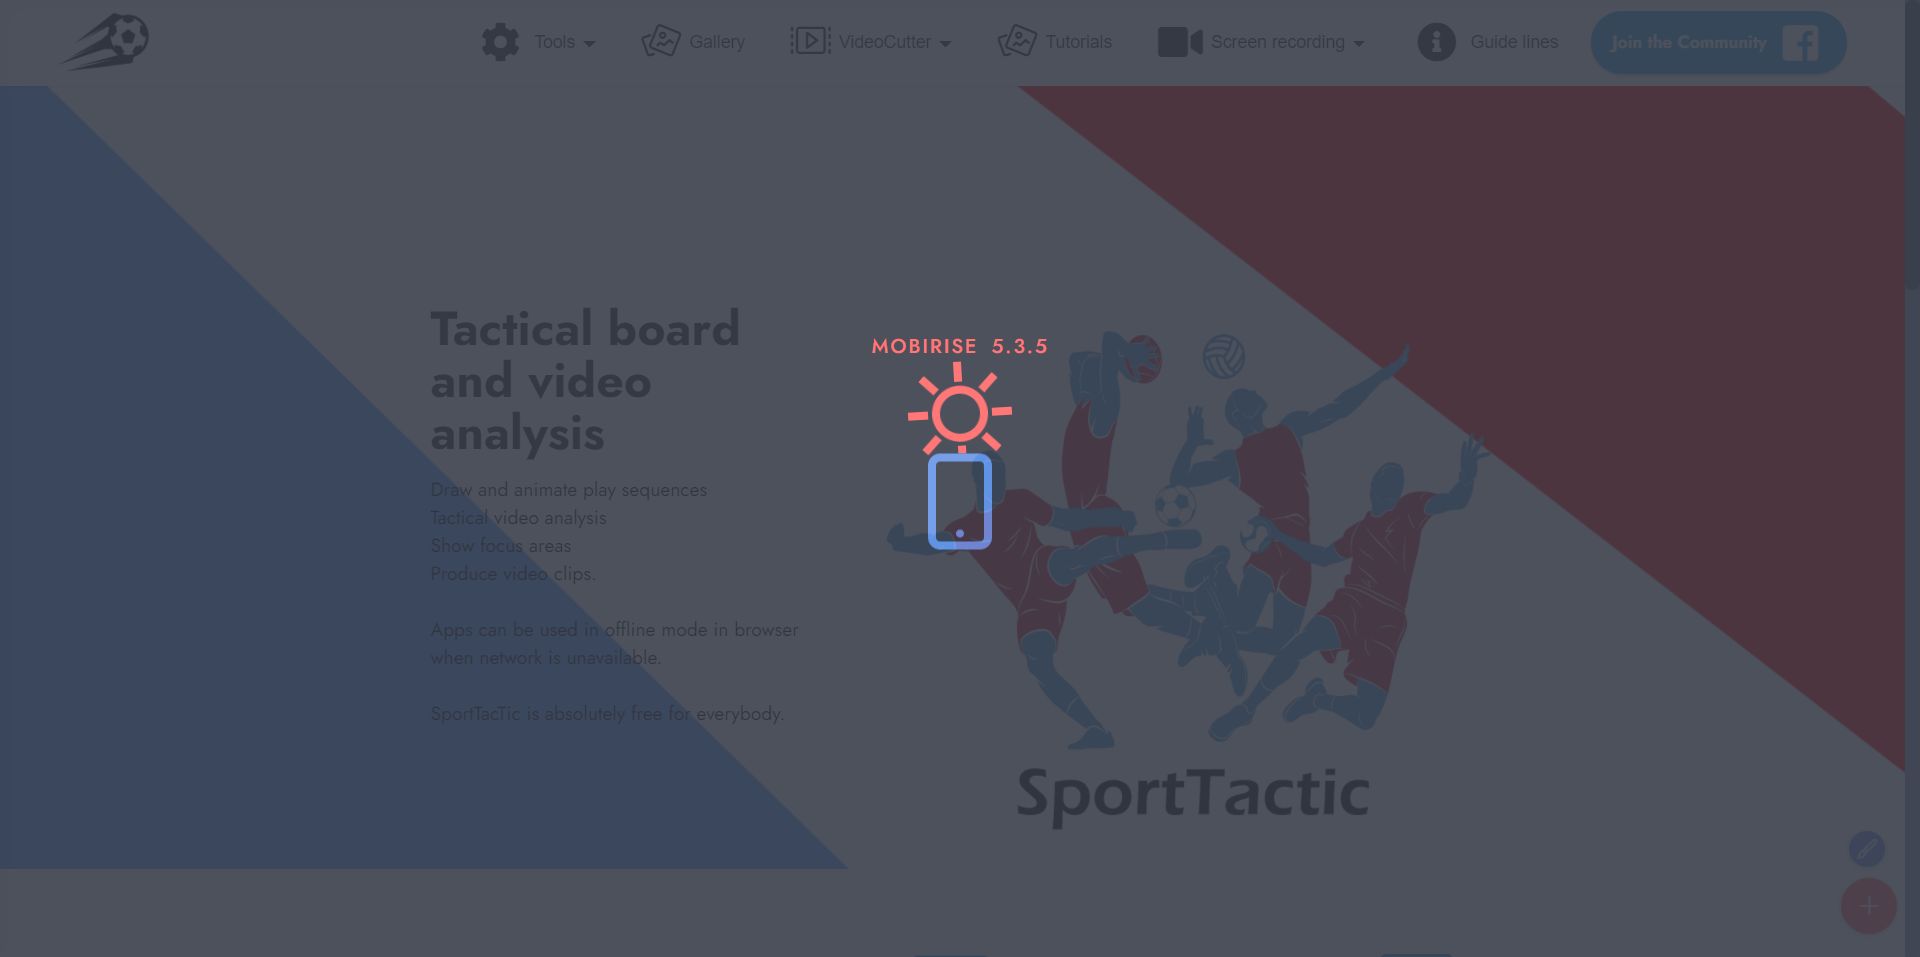 Tools
Gallery
VideoCutter
Tutorials
Screen recording
Guide lines
Join the Community
Tactical board
and video
analysis
MOBIRISE 5.3.5
Draw and animate play sequences
Tactical video analysis
Show focus areas
Produce video clips.
Apps can be used in offline mode in browser
when network is unavailable.
SportTacTic is absolutely free for everybody.
SportTactic